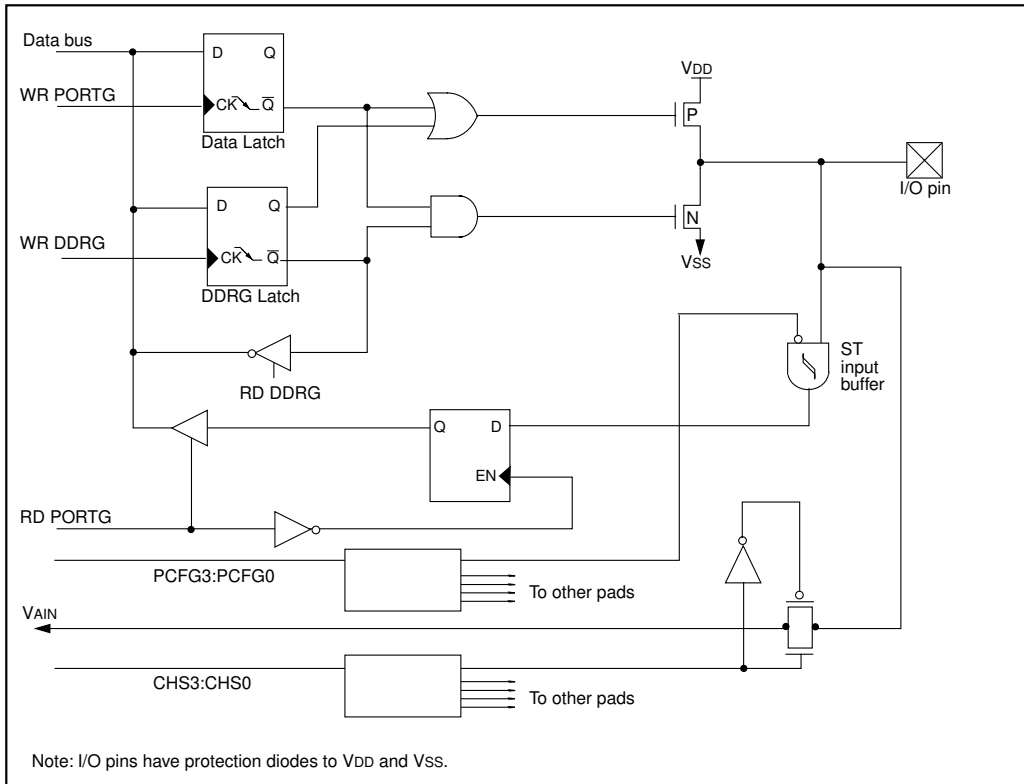 Data bus
D Q
VDD
WR PORTG
CK Q
P
Data Latch
I/O pin
D Q
N
WR DDRG
CK Q
VSS
DDRG Latch
ST
input
buffer
RD DDRG
Q D
EN
RD PORTG
PCFG3:PCFG0
To other pads
VAIN
CHS3:CHS0
To other pads
Note: I/O pins have protection diodes to VDD and VSS.